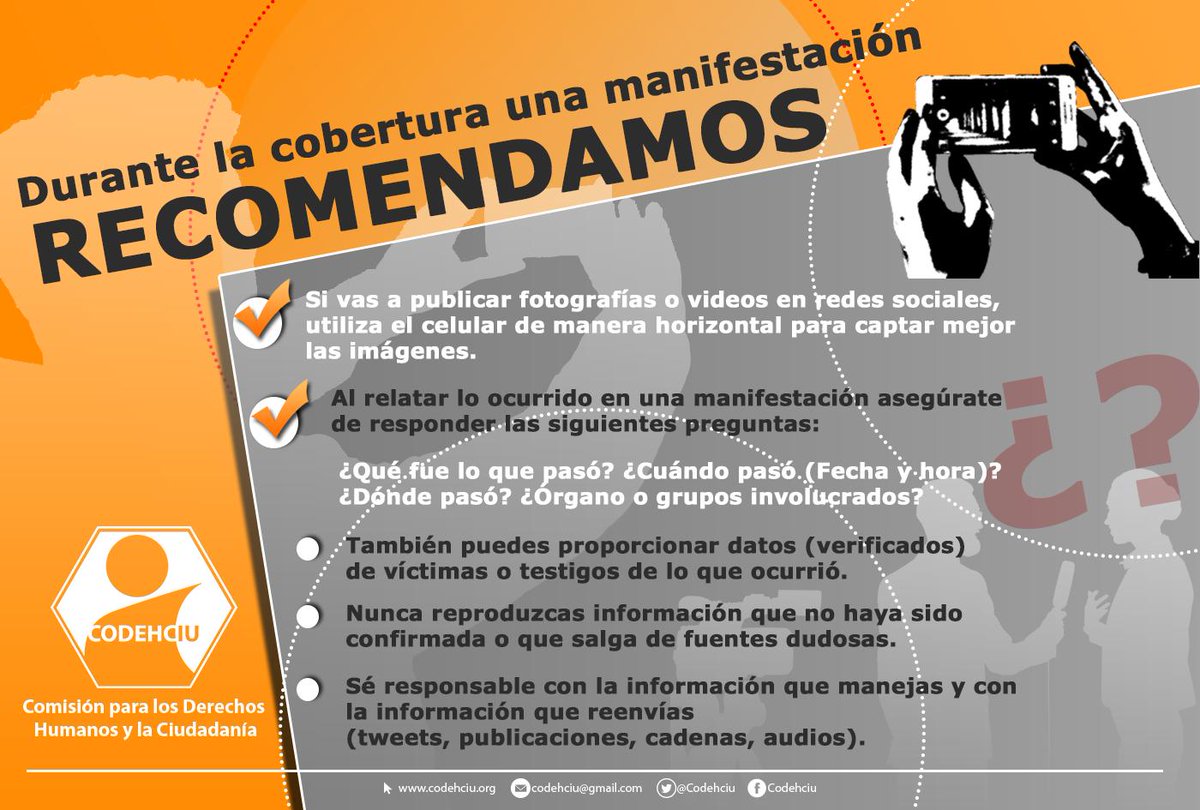 Durante la cobertura una manifestación
RECOMENDAMOS
Si vas a publicar fotografías o videos en redes sociales,
utiliza el celular de manera horizontal para captar mejor
las imágenes.
Al relatar lo ocurrido en una manifestación asegúrate
de responder las siguientes preguntas:
¿Qué fue lo que pasó? ¿Cuándo pasó (Fecha y hora)?
¿Dónde pasó? ¿Órgano o grupos involucrados?
¿?
También puedes proporcionar datos (verificados)
de víctimas o testigos de lo que ocurrió.
Nunca reproduzcas información que no haya sido
confirmada o que salga de fuentes dudosas.
Sé responsable con la información que manejas y con
la información que reenvías
(tweets, publicaciones, cadenas, audios).
CODEHCIU
Comisión para los Derechos
Humanos y la Ciudadanía
www.codehciu.org codehciu@gmail.com @Codehciu Codehciu